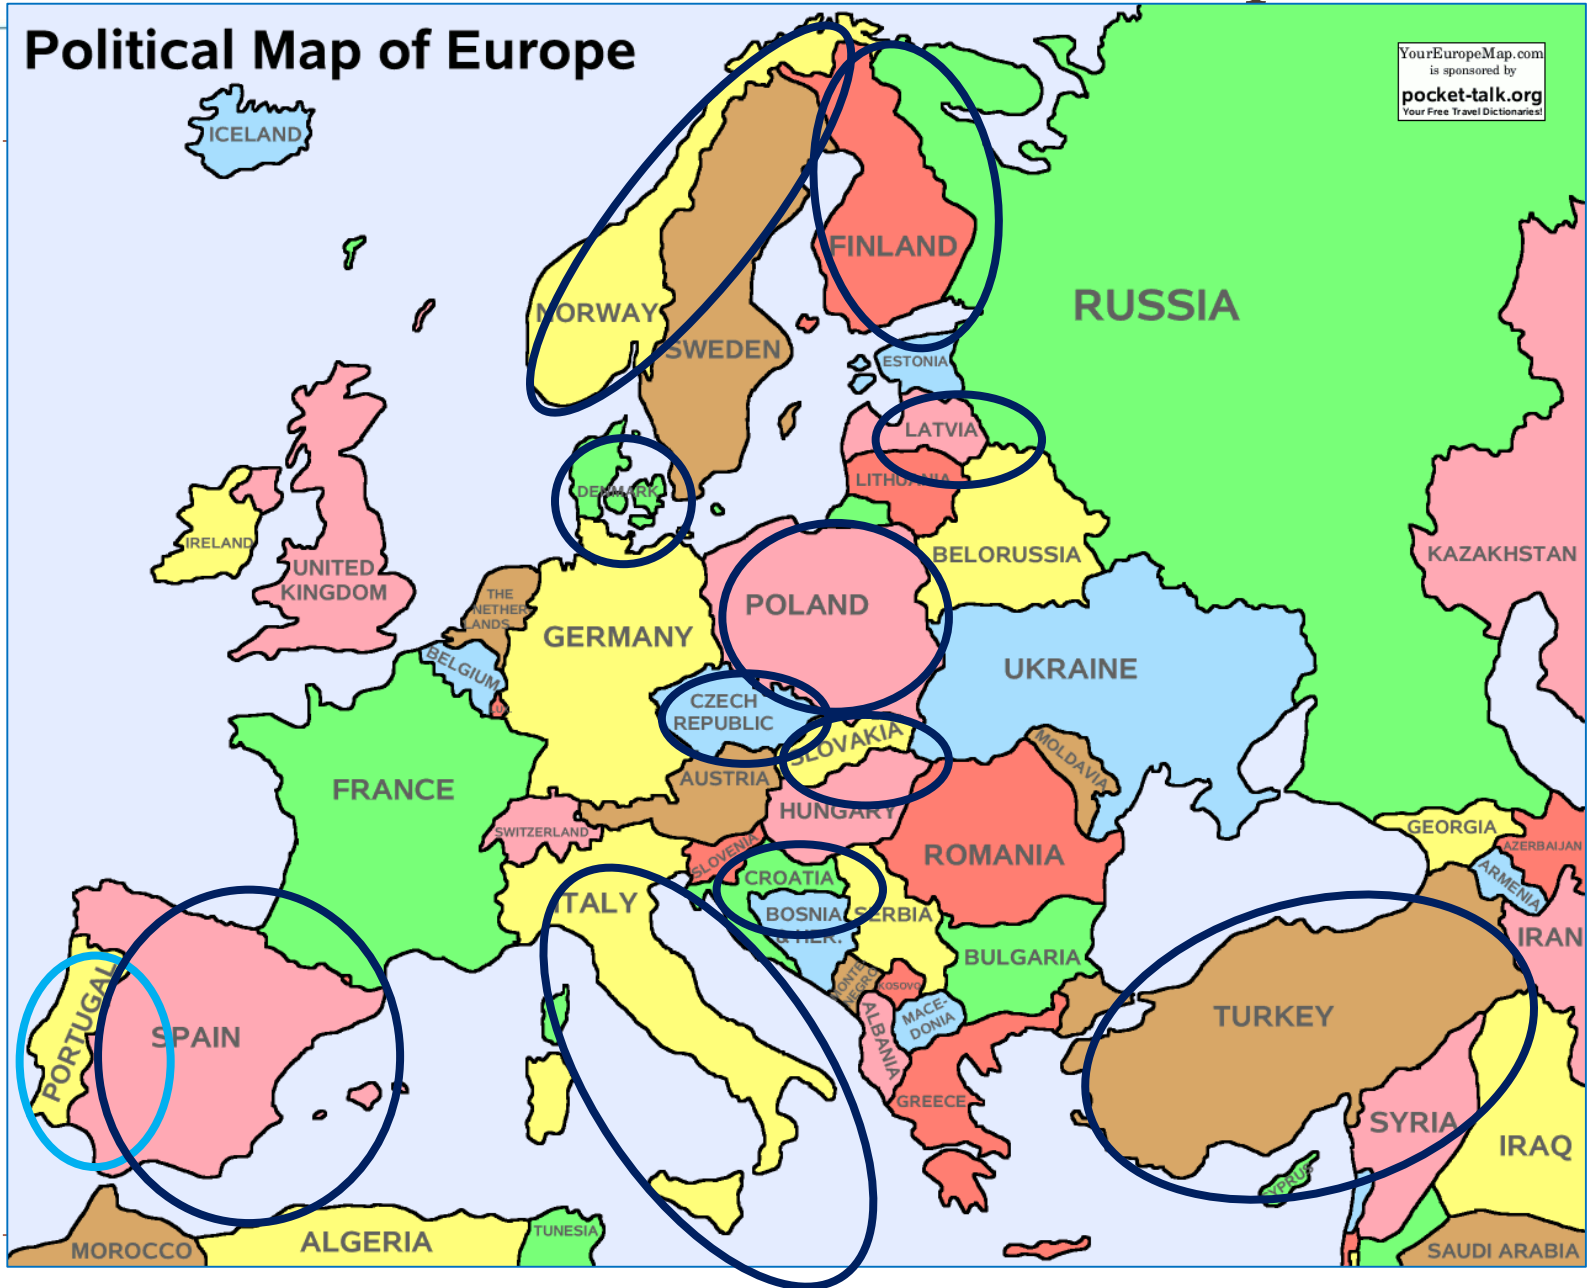 Political Map of Europe
YourEuropeMap.com
is sponsored by
pocket-talk.org
Your Free Travel Dictionaries!
ICELAND
FINLAND
RUSSIA
NORWAY
SWEDEN
ESTONIA
LATVIA
LITHUANIA
DENMARK
IRELAND
UNITED
KINGDOM
BELORUSSIA
KAZAKHSTAN
THE
NETHER-
LANDS
POLAND
GERMANY
BELGIUM
UKRAINE
CZECH
REPUBLIC
SLOVAKIA
MOLDAVIA
FRANCE
AUSTRIA
HUNGARY
SWITZERLAND
SLOVENIA
ROMANIA
GEORGIA
AZERBAIJAN
ARMENIA
CROATIA
ITALY
BOSNIA
& HER.
SERBIA
BULGARIA
IRAN
MONTE
NEGRO
KOSOVO
MACE-
DONIA
ALBANIA
PORTUGAL
SPAIN
TURKEY
GREECE
SYRIA
IRAQ
CYPRUS
MOROCCO
ALGERIA
TUNESIA
SAUDI ARABIA